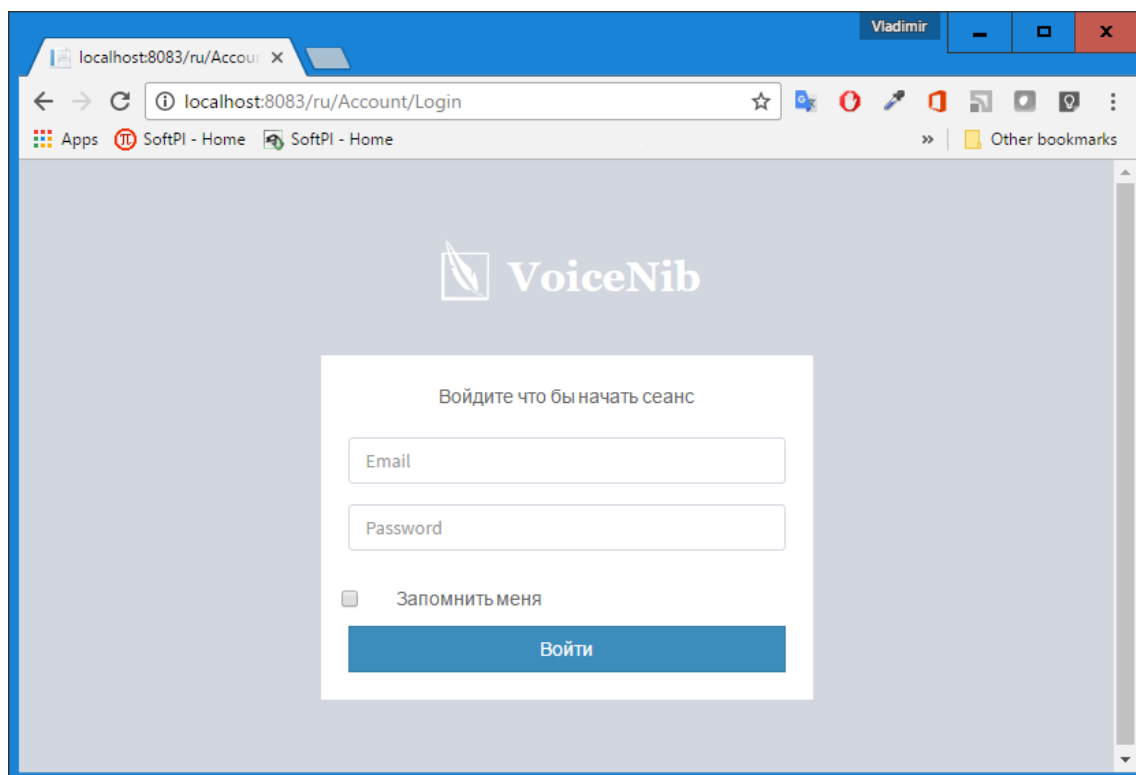 Vladimir
localhost:8083/ru/Accour
localhost:8083/ru/Account/Login
Apps SoftPI - Home SoftPI - Home » Other bookmarks
VoiceNib
Войдите что бы начать сеанс
Email
Password
Запомнить меня
Войти